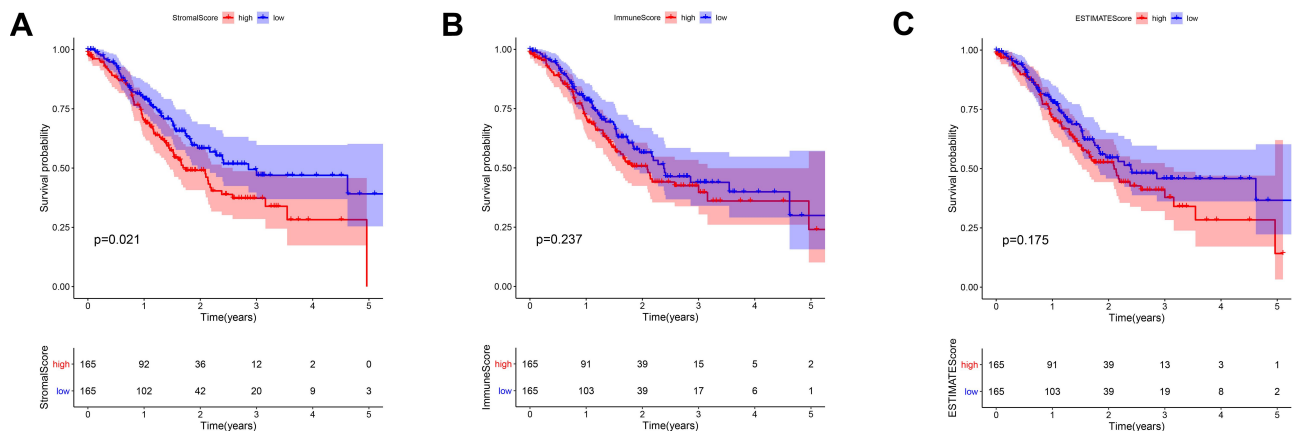 A
StromalScore high low
1.00
0.75
0.50
0.25
0.00
Survival probability
p=0.021
0 1 2 3 4 5
Time(years)
StromalScore
high 165 92 36 12 2 0
low 165 102 42 20 9 3
0 1 2 3 4 5
Time(years)
B
ImmuneScore high low
1.00
0.75
0.50
0.25
0.00
Survival probability
p=0.237
0 1 2 3 4 5
Time(years)
ImmuneScore
high 165 91 39 15 5 2
low 165 103 39 17 6 1
0 1 2 3 4 5
Time(years)
C
ESTIMATEScore high low
1.00
0.75
0.50
0.25
0.00
Survival probability
p=0.175
0 1 2 3 4 5
Time(years)
ESTIMATEScore
high 165 91 39 13 3 1
low 165 103 39 19 8 2
0 1 2 3 4 5
Time(years)